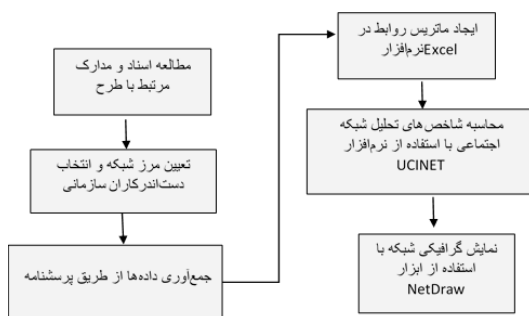 مطالعه اسناد و مدارک
مرتبط با طرح
تعیین مرز شبکه و انتخاب
دست‌اندرکاران سازمانی
جمع‌آوری داده‌ها از طریق پرسشنامه
ایجاد ماتریس روابط در
نرم‌افزارExcel
محاسبه شاخص‌های تحلیل شبکه
اجتماعی با استفاده از نرم‌افزار
UCINET
نمایش گرافیکی شبکه با
استفاده از ابزار
NetDraw